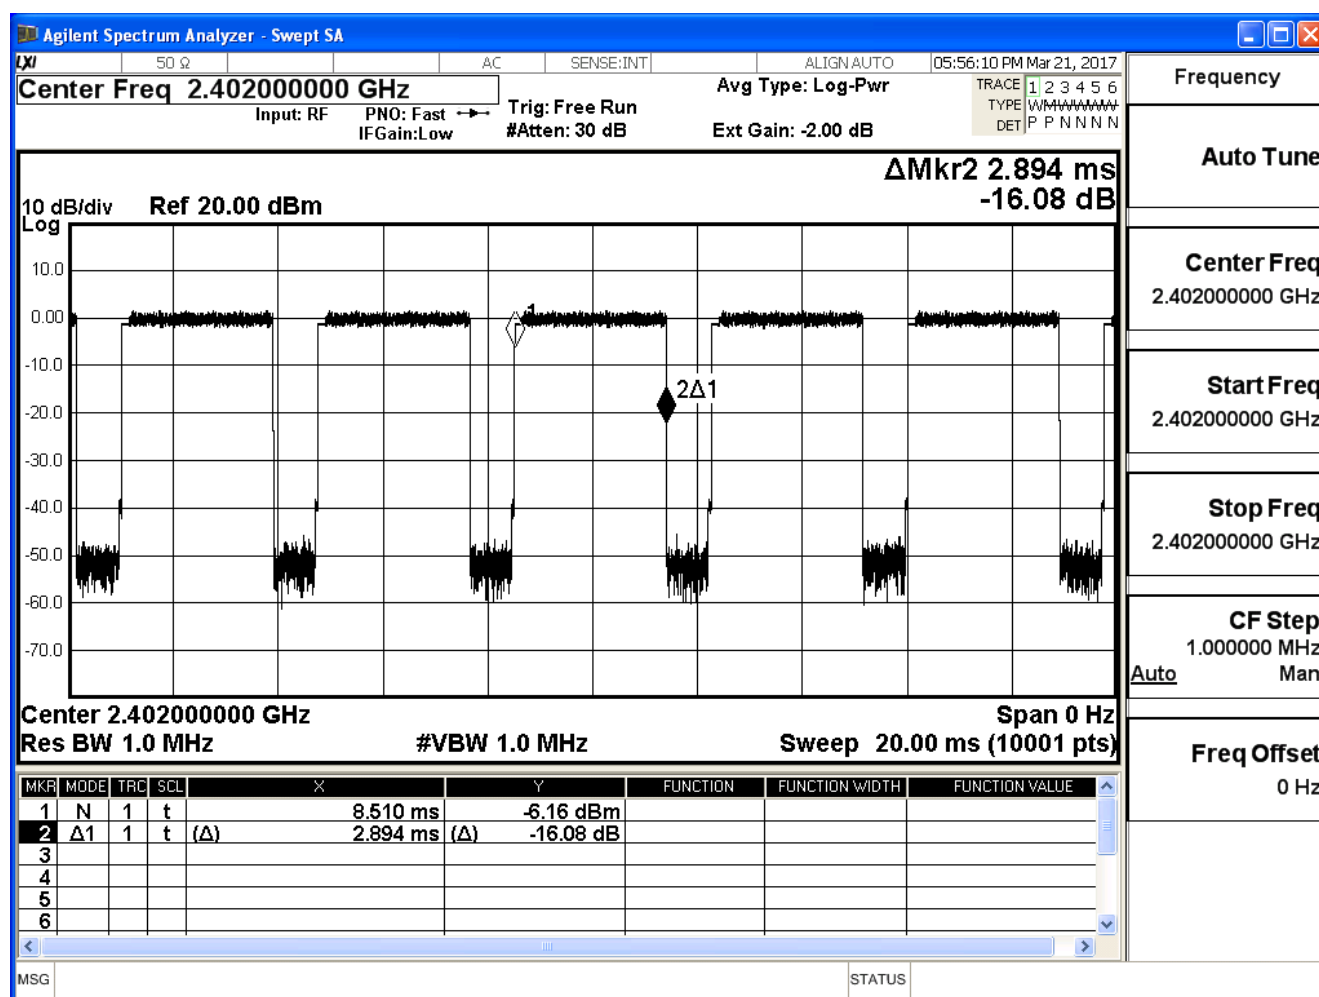 Agilent Spectrum Analyzer - Swept SA
LXI 50 Ω AC SENSE:INT ALIGN AUTO 05:56:10 PM Mar 21, 2017
Center Freq 2.402000000 GHz
Input: RF PNO: Fast
IFGain:Low
Trig: Free Run
#Atten: 30 dB
Avg Type: Log-Pwr
Ext Gain: -2.00 dB
TRACE 1 2 3 4 5 6
TYPE WMWWWW
DET P P N N N N
ΔMkr2 2.894 ms
-16.08 dB
10 dB/div Ref 20.00 dBm
Log
10.0
0.00
-10.0
-20.0
-30.0
-40.0
-50.0
-60.0
-70.0
1
2Δ1
Center 2.402000000 GHz Span 0 Hz
Res BW 1.0 MHz #VBW 1.0 MHz Sweep 20.00 ms (10001 pts)
MKR MODE TRC SCL X Y FUNCTION FUNCTION WIDTH FUNCTION VALUE
1 N 1 t 8.510 ms -6.16 dBm
2 Δ1 1 t (Δ) 2.894 ms (Δ) -16.08 dB
3
4
5
6
MSG STATUS
Frequency
Auto Tune
Center Freq
2.402000000 GHz
Start Freq
2.402000000 GHz
Stop Freq
2.402000000 GHz
CF Step
1.000000 MHz
Auto Man
Freq Offset
0 Hz